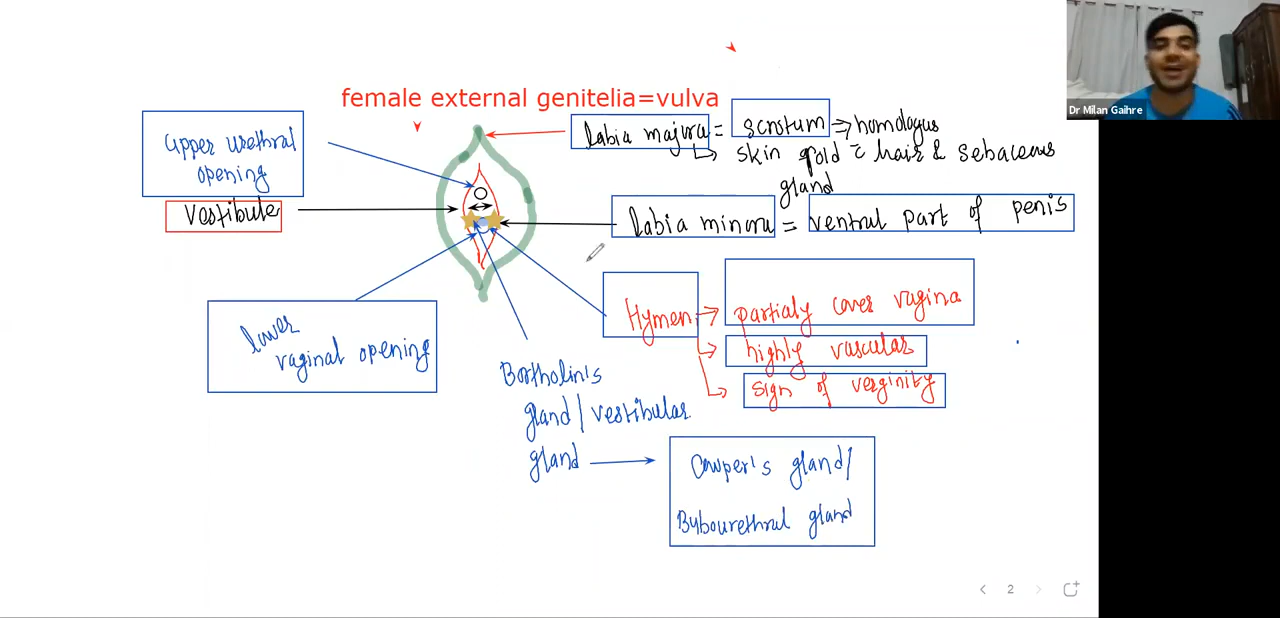 female external genitelia=vulva
Upper urethral
opening
vestibule
labia majora = scrotum => homologus
skin fold = hair & sebaceous
gland
labia minora = ventral part of penis
Hymen
partialy cover vagina
highly vascular
sign of verginity
lower
vaginal opening
Bartholin's
gland / vestibular
gland
Cowper's gland/
Bulbourethral gland
Dr Milan Gaihre
2